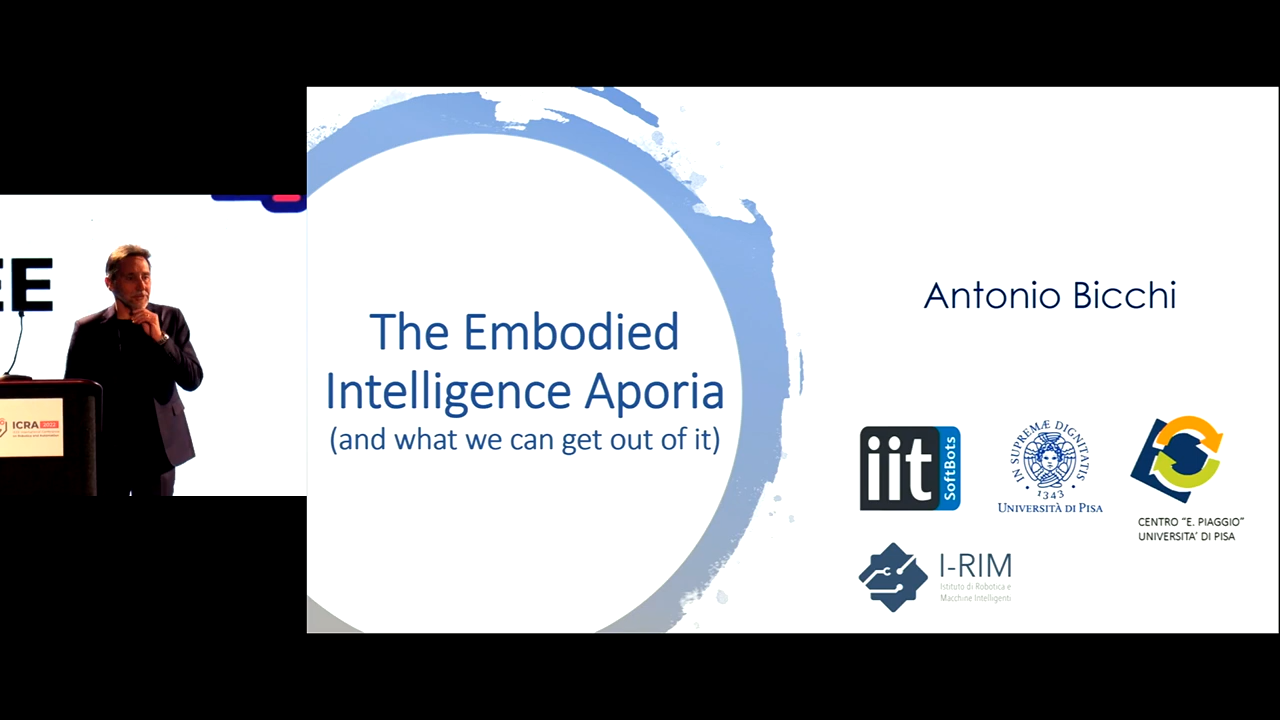 EE
ICRA 2022
The Embodied
Intelligence Aporia
(and what we can get out of it)
Antonio Bicchi
iit
SoftBots
IN SUPREMÆ DIGNITATIS
1343
UNIVERSITÀ DI PISA
CENTRO "E. PIAGGIO"
UNIVERSITA' DI PISA
I-RIM
Istituto di Robotica e
Macchine Intelligenti